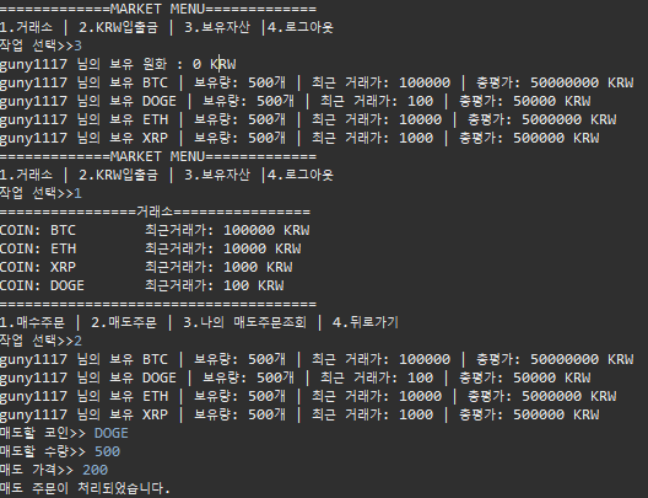 =============MARKET MENU=============
1.거래소 | 2.KRW입출금 | 3.보유자산 |4.로그아웃
작업 선택>>3
guny1117 님의 보유 원화 : 0 KRW
guny1117 님의 보유 BTC | 보유량: 500개 | 최근 거래가: 100000 | 총평가: 50000000 KRW
guny1117 님의 보유 DOGE | 보유량: 500개 | 최근 거래가: 100 | 총평가: 50000 KRW
guny1117 님의 보유 ETH | 보유량: 500개 | 최근 거래가: 10000 | 총평가: 5000000 KRW
guny1117 님의 보유 XRP | 보유량: 500개 | 최근 거래가: 1000 | 총평가: 500000 KRW
=============MARKET MENU=============
1.거래소 | 2.KRW입출금 | 3.보유자산 |4.로그아웃
작업 선택>>1
================거래소================
COIN: BTC 최근거래가: 100000 KRW
COIN: ETH 최근거래가: 10000 KRW
COIN: XRP 최근거래가: 1000 KRW
COIN: DOGE 최근거래가: 100 KRW
=====================================
1.매수주문 | 2.매도주문 | 3.나의 매도주문조회 | 4.뒤로가기
작업 선택>>2
guny1117 님의 보유 BTC | 보유량: 500개 | 최근 거래가: 100000 | 총평가: 50000000 KRW
guny1117 님의 보유 DOGE | 보유량: 500개 | 최근 거래가: 100 | 총평가: 50000 KRW
guny1117 님의 보유 ETH | 보유량: 500개 | 최근 거래가: 10000 | 총평가: 5000000 KRW
guny1117 님의 보유 XRP | 보유량: 500개 | 최근 거래가: 1000 | 총평가: 500000 KRW
매도할 코인>> DOGE
매도할 수량>> 500
매도 가격>> 200
매도 주문이 처리되었습니다.